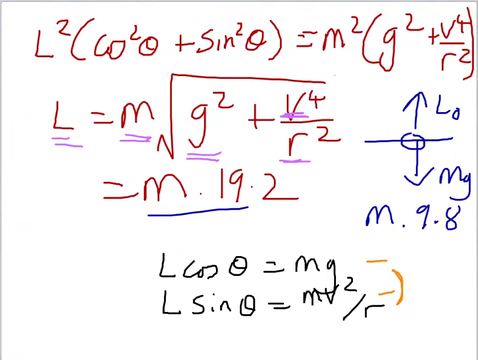 L²(cos²θ + sin²θ) = m²(g² + v⁴/r²)
L = m√(g² + v⁴/r²)
= m . 19.2
L₀
mg
m . 9.8
L cos θ = mg
L sin θ = mv²/r